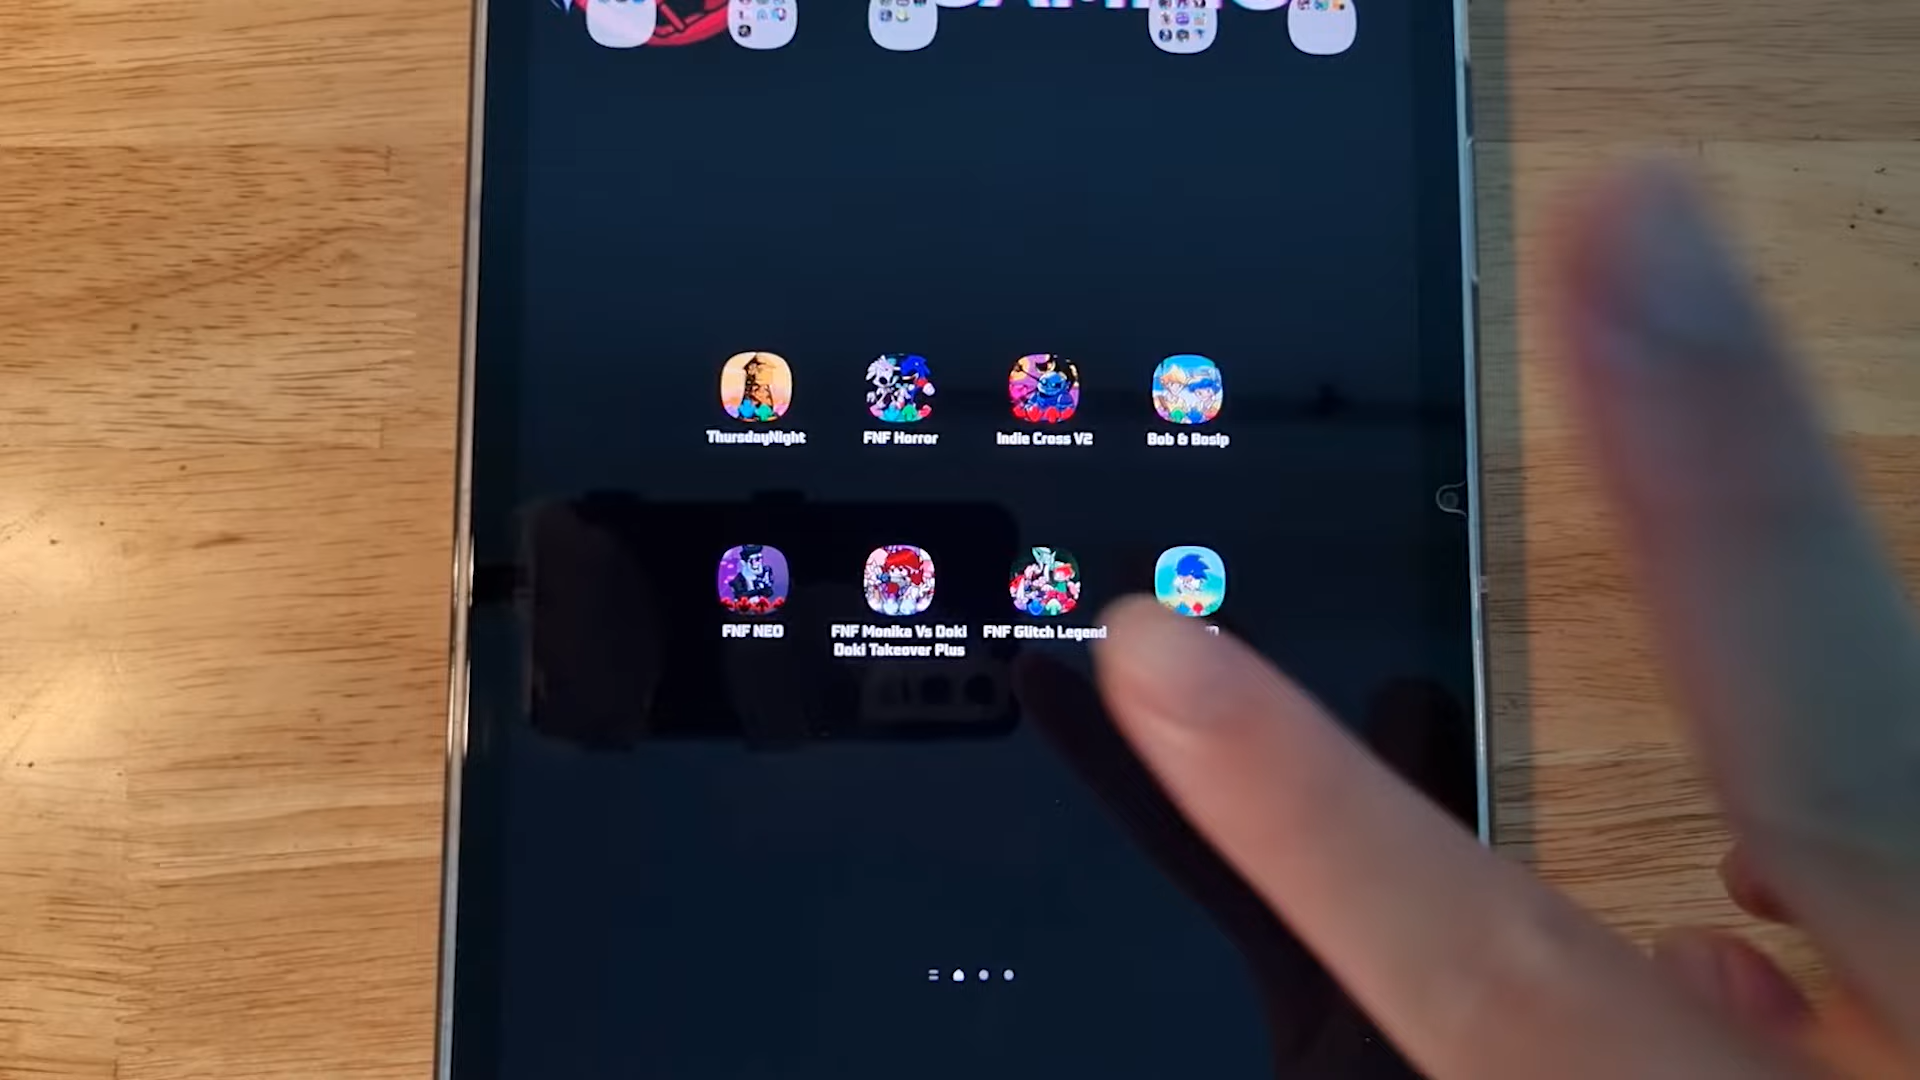 ThursdayNight
FNF Horror
Indie Cross V2
Bob & Bosip
FNF NEO
FNF Monika Vs Doki
Doki Takeover Plus
FNF Glitch Legend